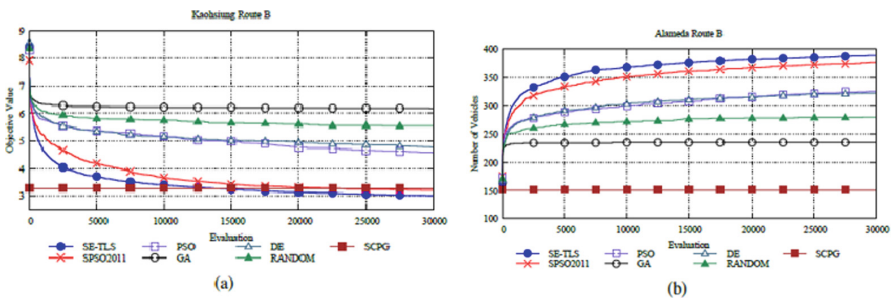 Kaohsiung Route B
Objective Value
9
8
7
6
5
4
3
0
5000
10000
15000
20000
25000
30000
Evaluation
SE-TLS
PSO
DE
SCPG
SPSO2011
GA
RANDOM
(a)
Alameda Route B
Number of Vehicles
400
350
300
250
200
150
100
0
5000
10000
15000
20000
25000
30000
Evaluation
SE-TLS
PSO
DE
SCPG
SPSO2011
GA
RANDOM
(b)